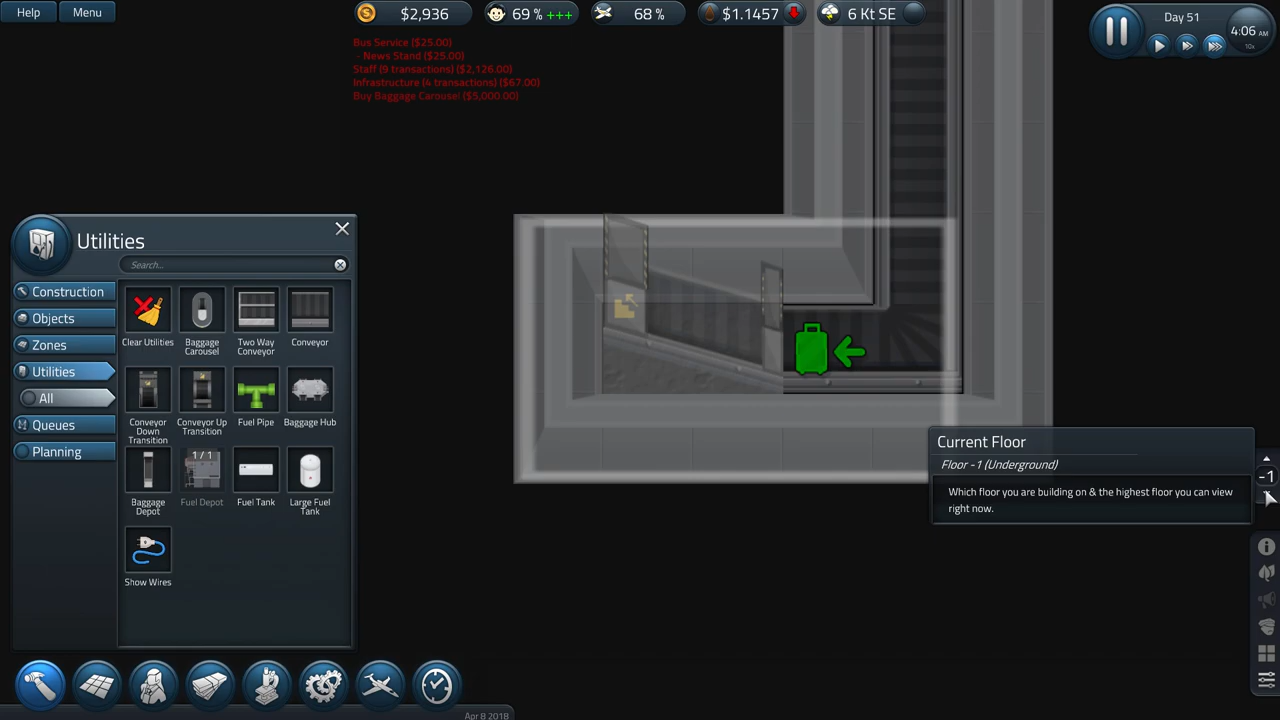 Help
Menu
$2,936
69 % +++
68 %
$1.1457
6 Kt SE
Day 51
4:06 AM
10x
Bus Service ($25.00)
- News Stand ($25.00)
Staff (9 transactions) ($2,126.00)
Infrastructure (4 transactions) ($67.00)
Buy Baggage Carousel ($5,000.00)
Utilities
Search...
Construction
Objects
Zones
Utilities
All
Queues
Planning
Clear Utilities
Baggage
Carousel
Two Way
Conveyor
Conveyor
Conveyor
Down
Transition
Conveyor Up
Transition
Fuel Pipe
Baggage Hub
1 / 1
Baggage
Depot
Fuel Depot
Fuel Tank
Large Fuel
Tank
Show Wires
Current Floor
Floor -1 (Underground)
Which floor you are building on & the highest floor you can view
right now.
-1
Apr 8 2018